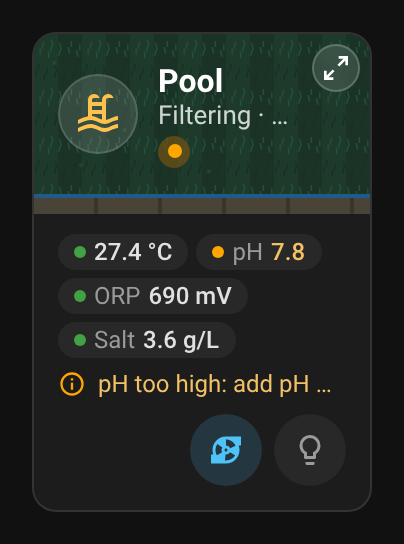 Pool
Filtering · ...
27.4 °C
pH 7.8
ORP 690 mV
Salt 3.6 g/L
pH too high: add pH ...